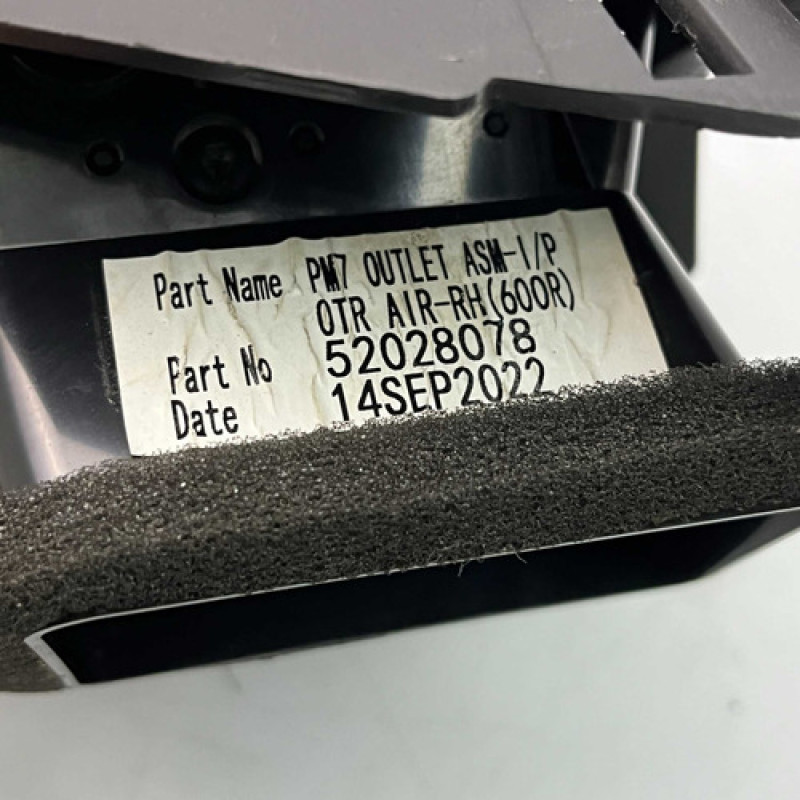 Part Name PM7 OUTLET ASM-I/P
OTR AIR-RH(600R)
Part No 52028078
Date 14SEP2022